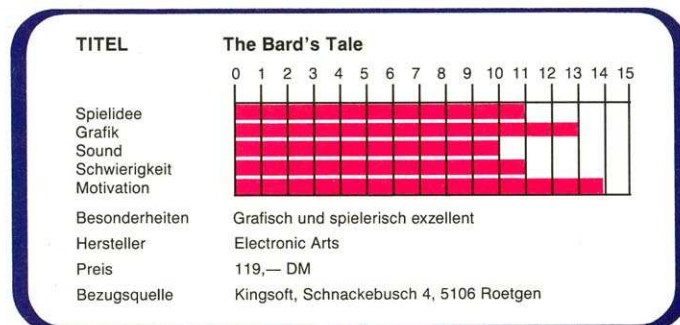 TITEL The Bard's Tale
0 1 2 3 4 5 6 7 8 9 10 11 12 13 14 15
Spielidee
Grafik
Sound
Schwierigkeit
Motivation
Besonderheiten Grafisch und spielerisch exzellent
Hersteller Electronic Arts
Preis 119,— DM
Bezugsquelle Kingsoft, Schnackebusch 4, 5106 Roetgen